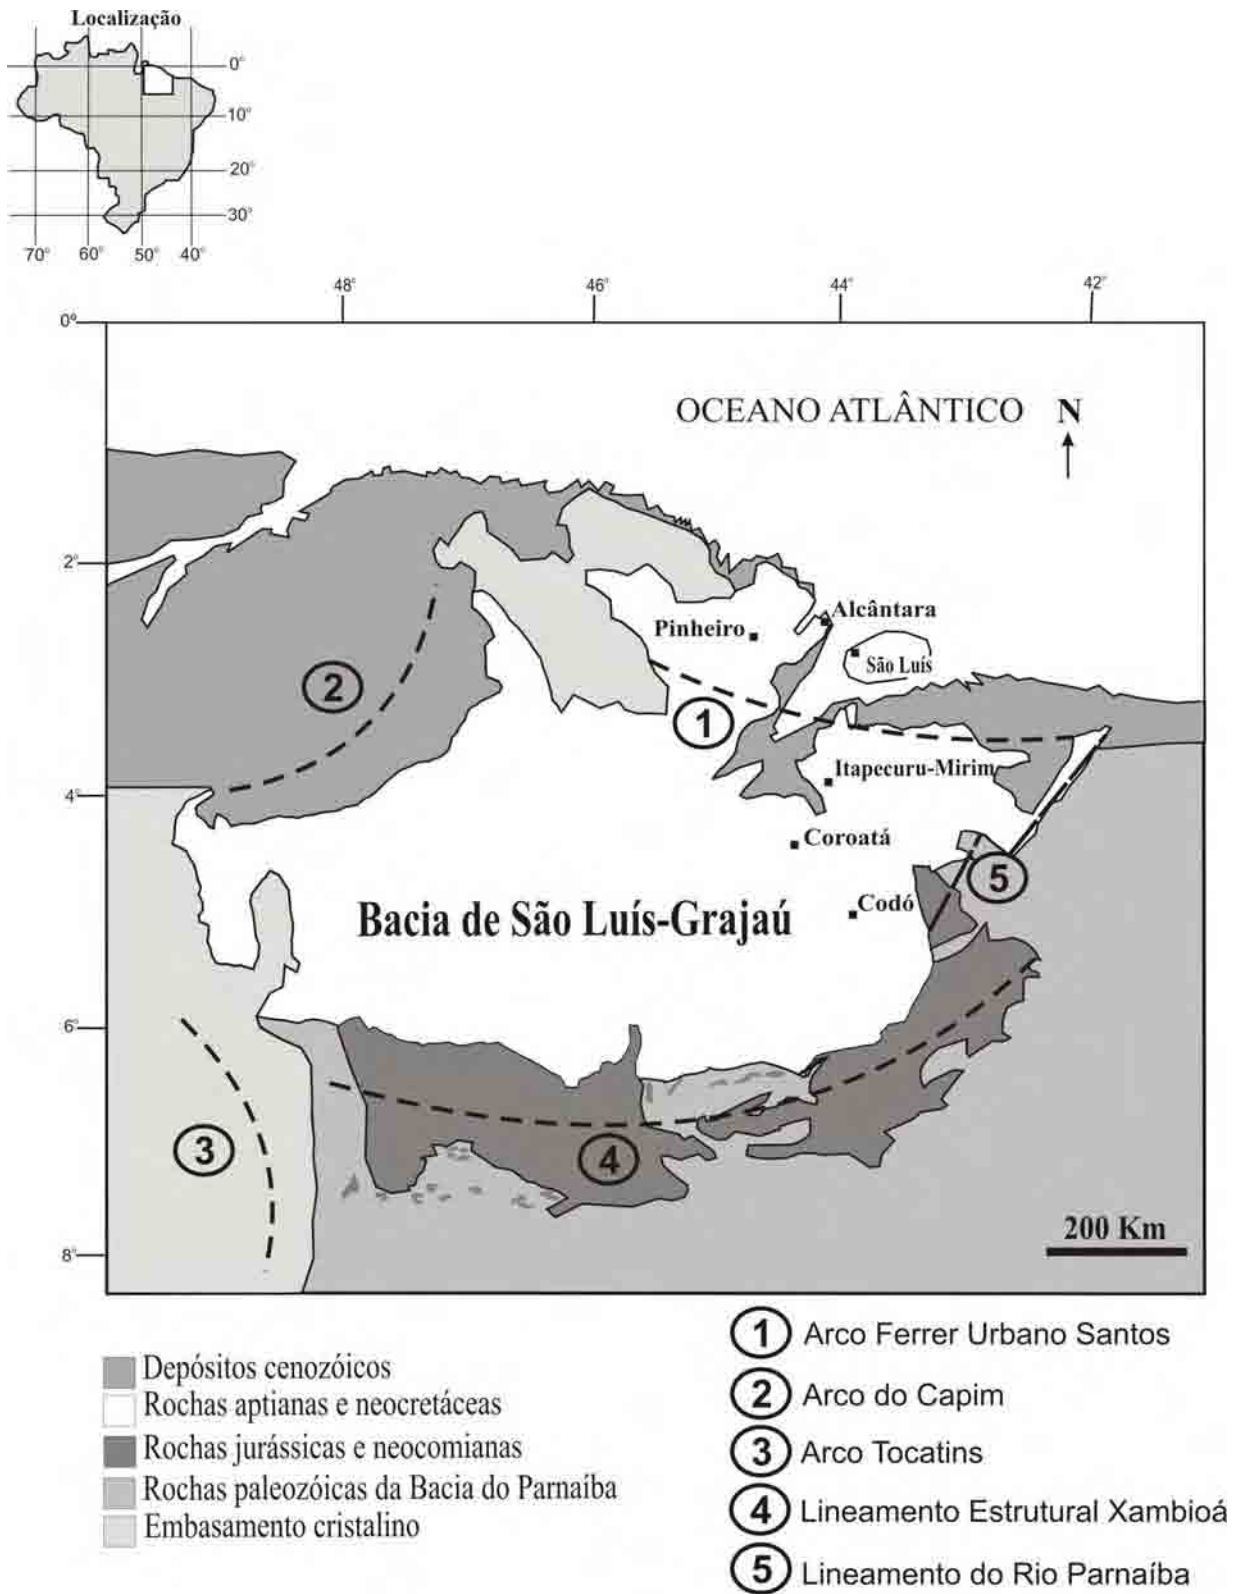 Localização
0°
10°
20°
30°
70° 60° 50° 40°
48° 46° 44° 42°
0°
OCEANO ATLÂNTICO N
2°
Alcântara
Pinheiro
São Luís
2
1
Itapecuru-Mirim
4°
Coroatá
5
Codó
Bacia de São Luís-Grajaú
6°
3
4
200 Km
8°
1 Arco Ferrer Urbano Santos
Depósitos cenozóicos
2 Arco do Capim
Rochas aptianas e neocretáceas
Rochas jurássicas e neocomianas
3 Arco Tocatins
Rochas paleozóicas da Bacia do Parnaíba
4 Lineamento Estrutural Xambioá
Embasamento cristalino
5 Lineamento do Rio Parnaíba